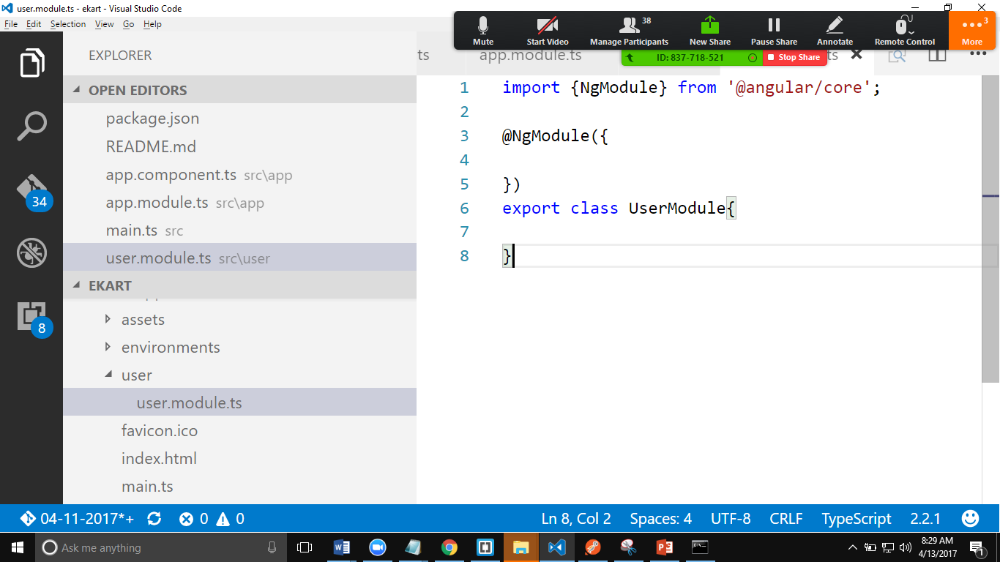 user.module.ts - ekart - Visual Studio Code
File Edit Selection View Go Help
Mute
Start Video
38
Manage Participants
New Share
Pause Share
Annotate
Remote Control
3
More
ID: 837-718-521
Stop Share
EXPLORER
ts
app.module.ts
ts
OPEN EDITORS
package.json
README.md
app.component.ts src\app
app.module.ts src\app
main.ts src
user.module.ts src\user
EKART
assets
environments
user
user.module.ts
favicon.ico
index.html
main.ts
34
8
1 import {NgModule} from '@angular/core';
2
3 @NgModule({
4
5 })
6 export class UserModule{
7
8 }
04-11-2017*+ 0 0 Ln 8, Col 2 Spaces: 4 UTF-8 CRLF TypeScript 2.2.1
Ask me anything
8:29 AM
4/13/2017
1